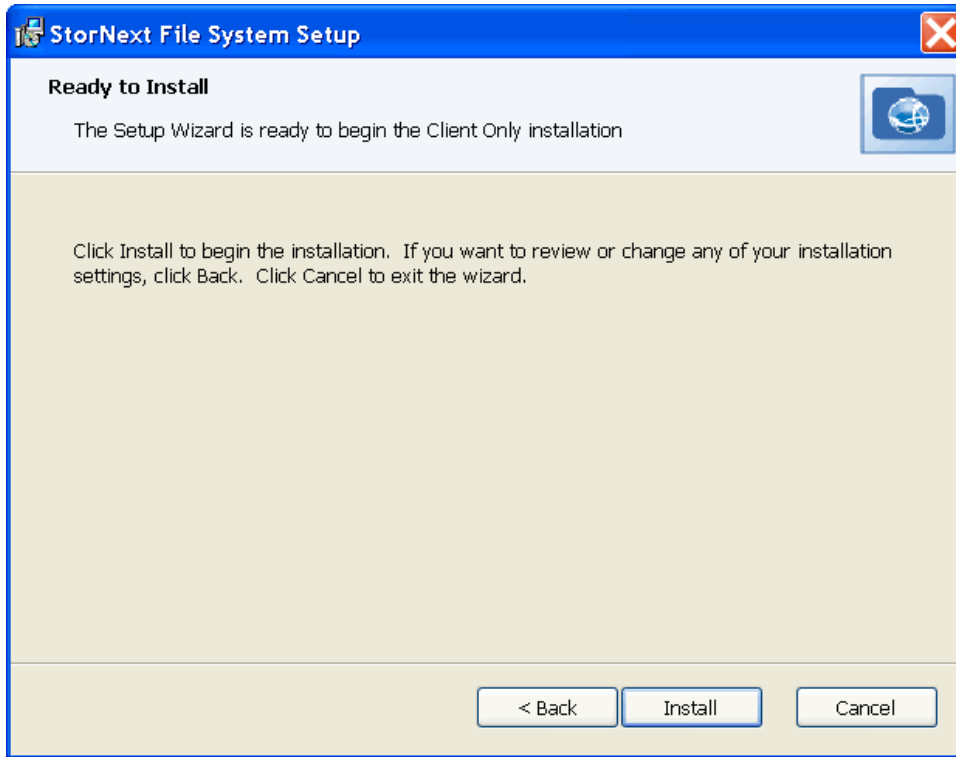 StorNext File System Setup
Ready to Install
The Setup Wizard is ready to begin the Client Only installation
Click Install to begin the installation.  If you want to review or change any of your installation
settings, click Back.  Click Cancel to exit the wizard.
< Back
Install
Cancel